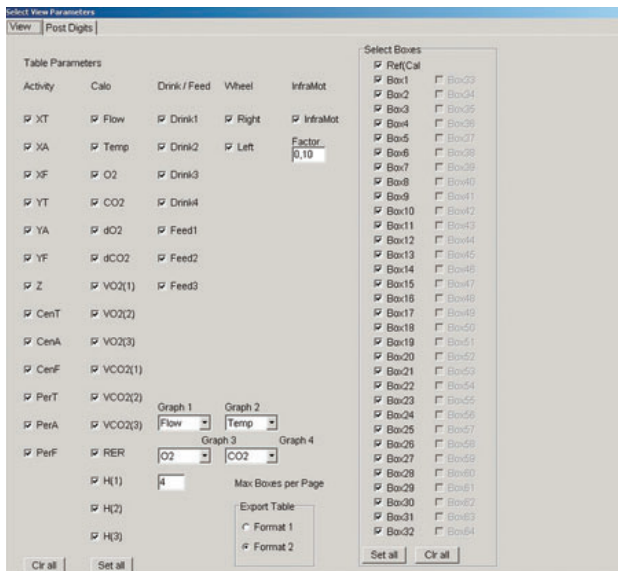 Select View Parameters
View Post Digits
Table Parameters
Activity Calo Drink / Feed Wheel InfraMot
XT Flow Drink1 Right InfraMot
XA Temp Drink2 Left Factor
0,10
XF O2 Drink3
YT CO2 Drink4
YA dO2 Feed1
YF dCO2 Feed2
Z VO2(1) Feed3
CenT VO2(2)
CenA VO2(3)
CenF VCO2(1)
PerT VCO2(2)
PerA VCO2(3)
PerF RER
H(1)
H(2)
H(3)
Clr all Set all
Graph 1 Graph 2
Flow Temp
Graph 3 Graph 4
O2 CO2
4 Max Boxes per Page
Export Table
Format 1
Format 2
Select Boxes
Ref(Cal
Box1 Box33
Box2 Box34
Box3 Box35
Box4 Box36
Box5 Box37
Box6 Box38
Box7 Box39
Box8 Box40
Box9 Box41
Box10 Box42
Box11 Box43
Box12 Box44
Box13 Box45
Box14 Box46
Box15 Box47
Box16 Box48
Box17 Box49
Box18 Box50
Box19 Box51
Box20 Box52
Box21 Box53
Box22 Box54
Box23 Box55
Box24 Box56
Box25 Box57
Box26 Box58
Box27 Box59
Box28 Box60
Box29 Box61
Box30 Box62
Box31 Box63
Box32 Box64
Set all Clr all